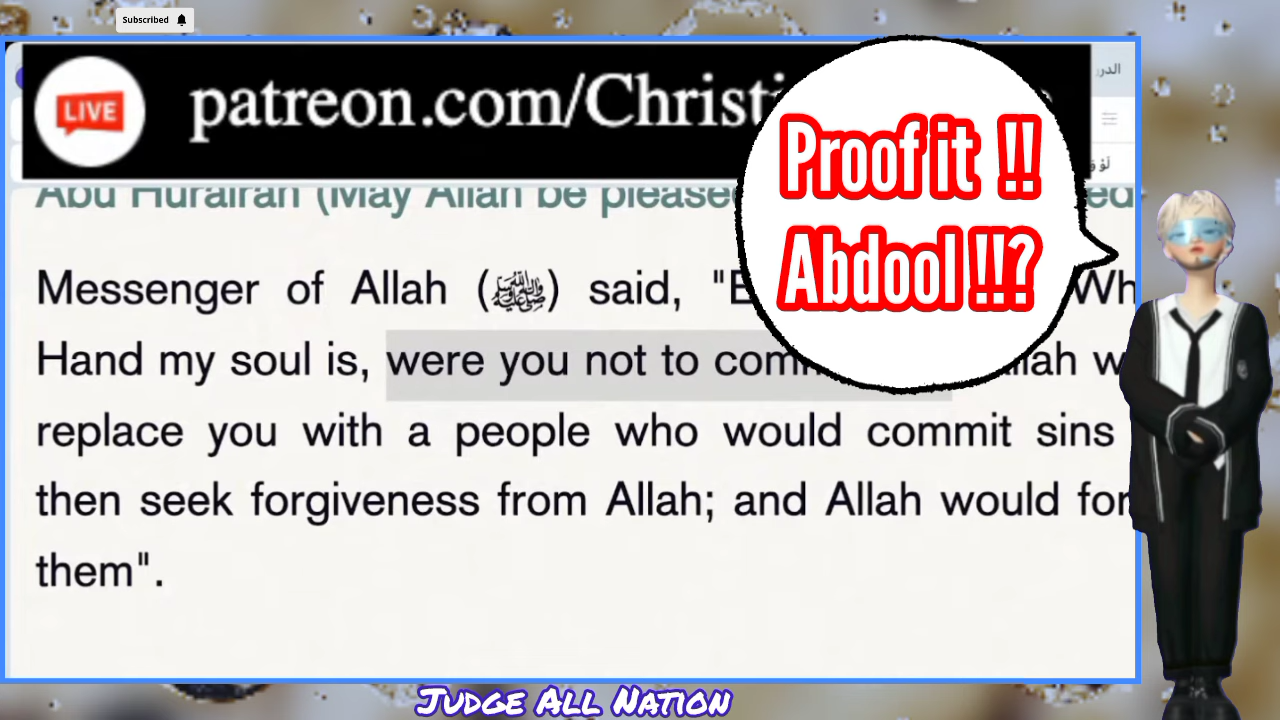 Subscribed
LIVE
patreon.com/Christi
الدرر
Proof it !!
Abdool !!?
Abu Hurairah (May Allah be pleased
Messenger of Allah (ﷺ) said, "
Hand my soul is, were you not to Allah
replace you with a people who would commit sins
then seek forgiveness from Allah; and Allah would
them".
Judge All Nation